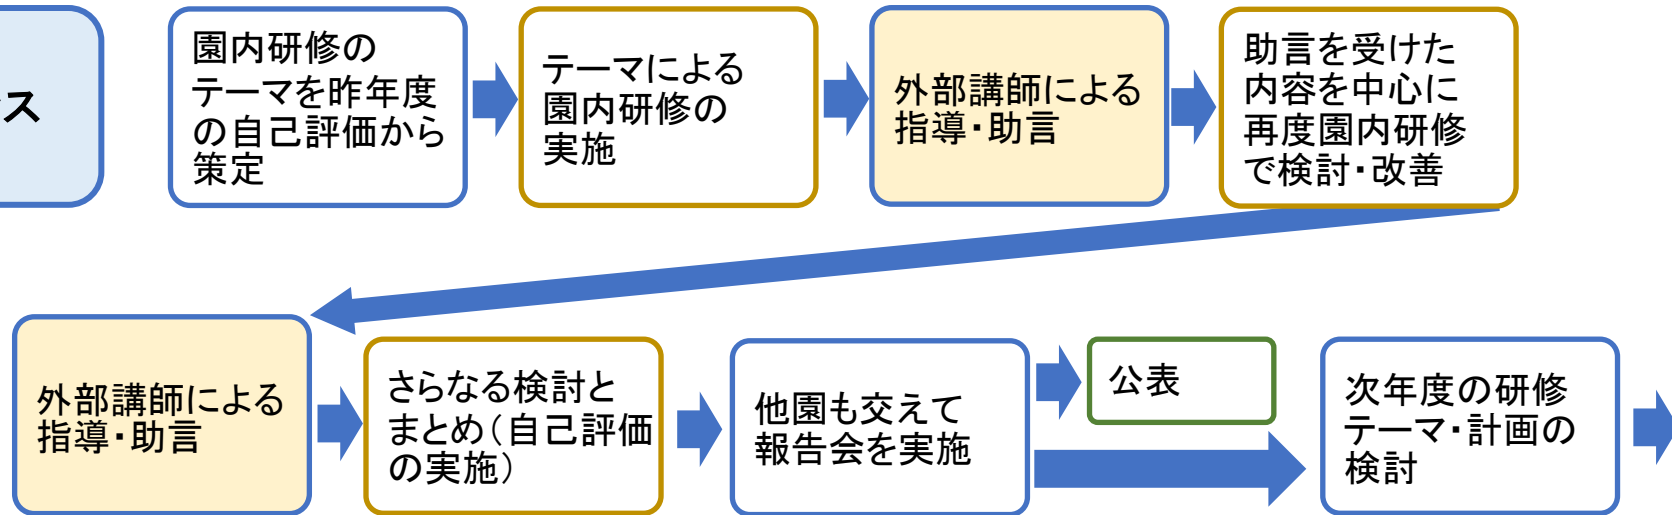 ス
園内研修の
テーマを昨年度
の自己評価から
策定
テーマによる
園内研修の
実施
外部講師による
指導・助言
助言を受けた
内容を中心に
再度園内研修
で検討・改善
外部講師による
指導・助言
さらなる検討と
まとめ（自己評価
の実施）
他園も交えて
報告会を実施
公表
次年度の研修
テーマ・計画の
検討